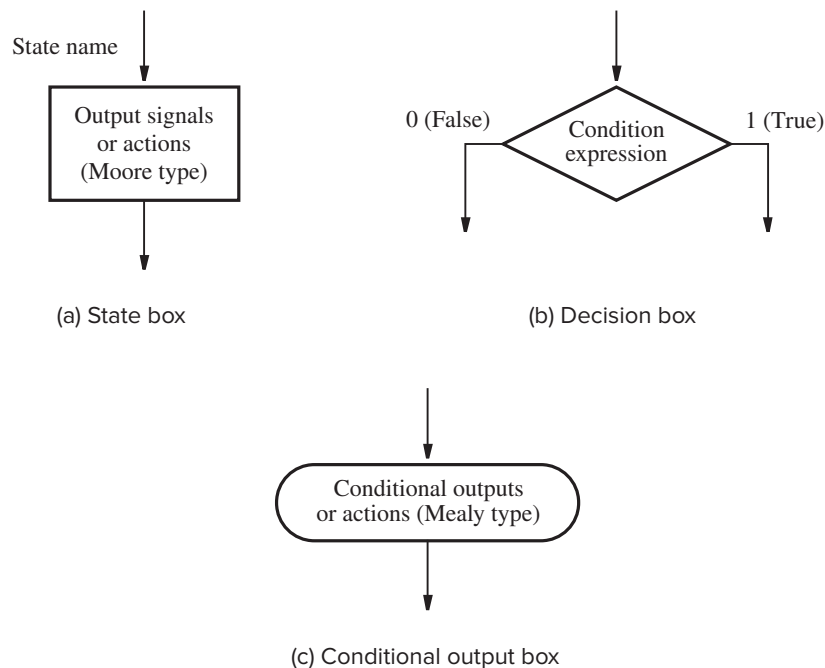 State name
Output signals
or actions
(Moore type)
(a) State box
0 (False)
Condition
expression
1 (True)
(b) Decision box
Conditional outputs
or actions (Mealy type)
(c) Conditional output box